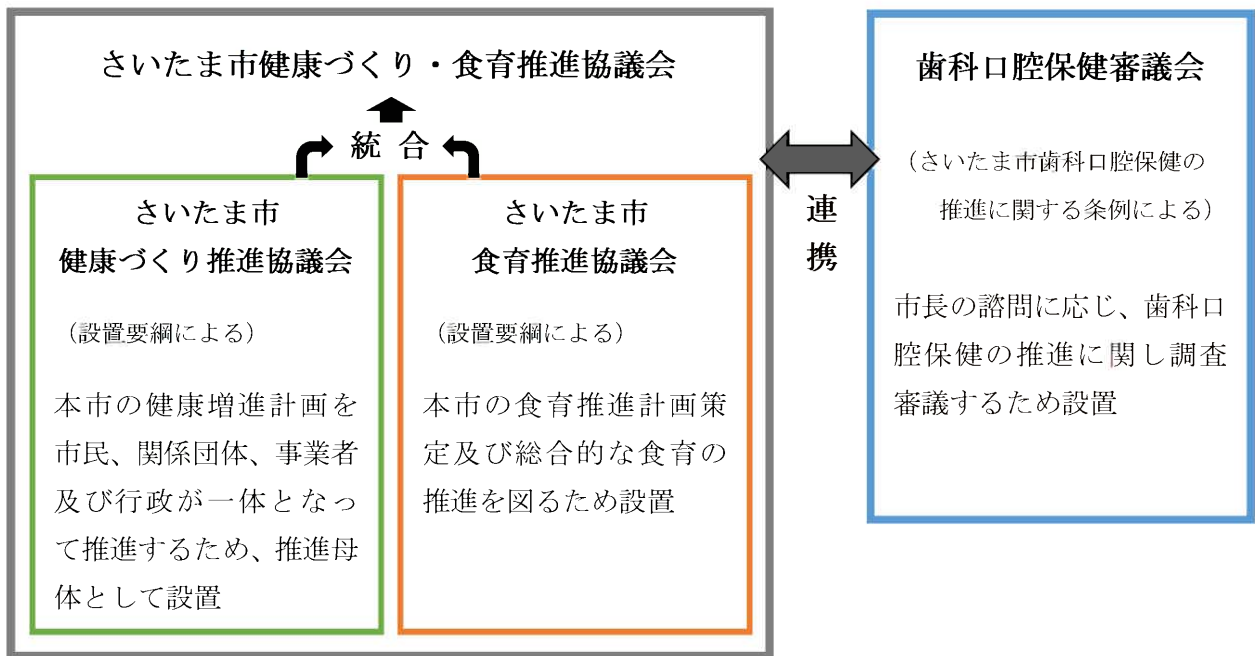 さいたま市健康づくり・食育推進協議会
統 合
さいたま市
健康づくり推進協議会
（設置要綱による）
本市の健康増進計画を
市民、関係団体、事業者
及び行政が一体となっ
て推進するため、推進母
体として設置
さいたま市
食育推進協議会
（設置要綱による）
本市の食育推進計画策
定及び総合的な食育の
推進を図るため設置
連
携
歯科口腔保健審議会
（さいたま市歯科口腔保健の
推進に関する条例による）
市長の諮問に応じ、歯科口
腔保健の推進に関し調査
審議するため設置